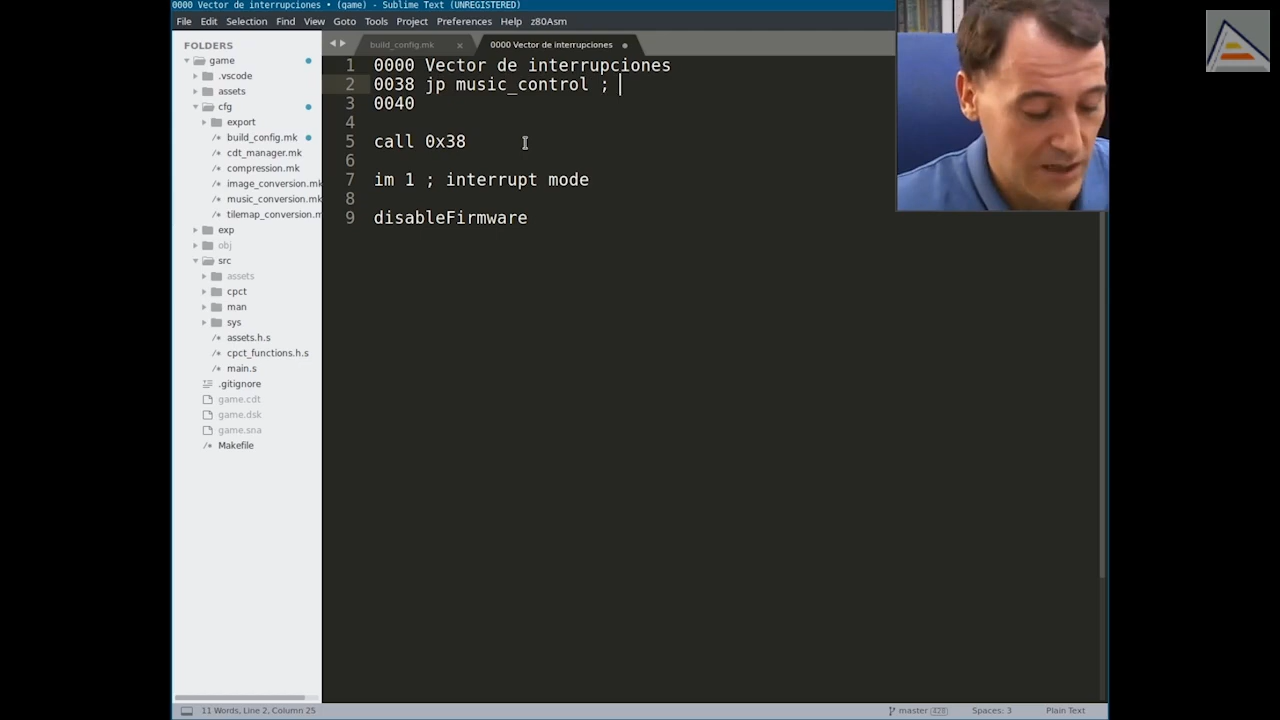 0000 Vector de interrupciones • (game) - Sublime Text (UNREGISTERED)
File Edit Selection Find View Goto Tools Project Preferences Help z80Asm
FOLDERS
game
.vscode
assets
cfg
export
build_config.mk
cdt_manager.mk
compression.mk
image_conversion.mk
music_conversion.mk
tilemap_conversion.m
exp
obj
src
assets
cpct
man
sys
assets.h.s
cpct_functions.h.s
main.s
.gitignore
game.cdt
game.dsk
game.sna
Makefile
build_config.mk × 0000 Vector de interrupciones •
1 0000 Vector de interrupciones
2 0038 jp music_control ;
3 0040
4
5 call 0x38
6
7 im 1 ; interrupt mode
8
9 disableFirmware
11 Words, Line 2, Column 25 master 428 Spaces: 3 Plain Text